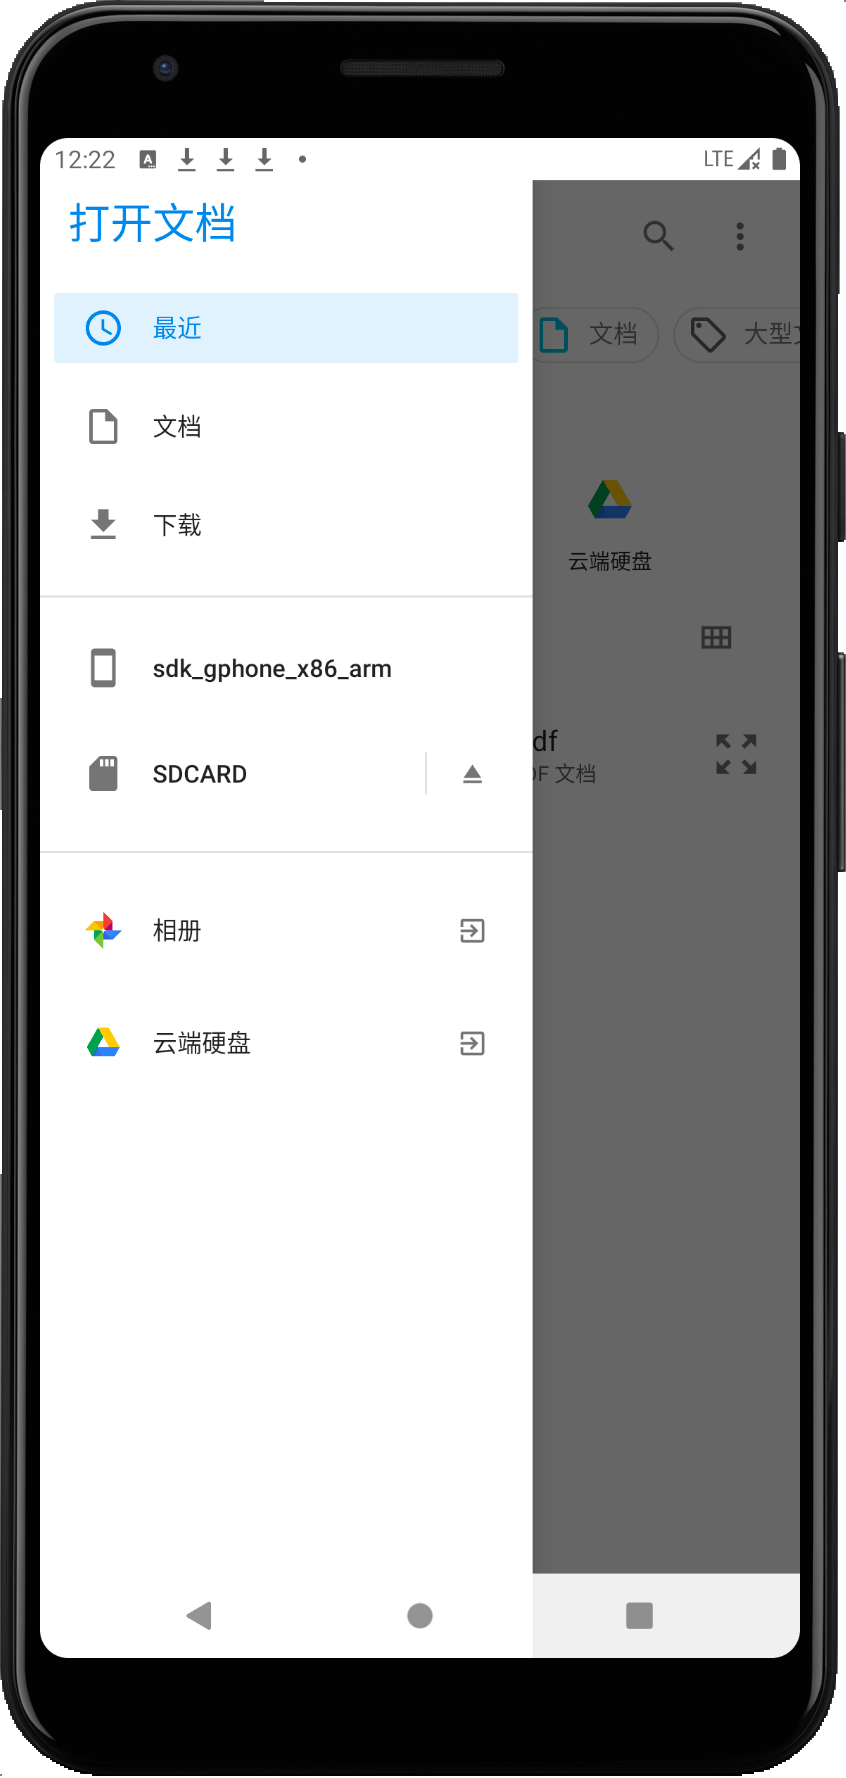 12:22
LTE
打开文档
最近
文档
大型
文档
下载
云端硬盘
sdk_gphone_x86_arm
df
F 文档
SDCARD
相册
云端硬盘